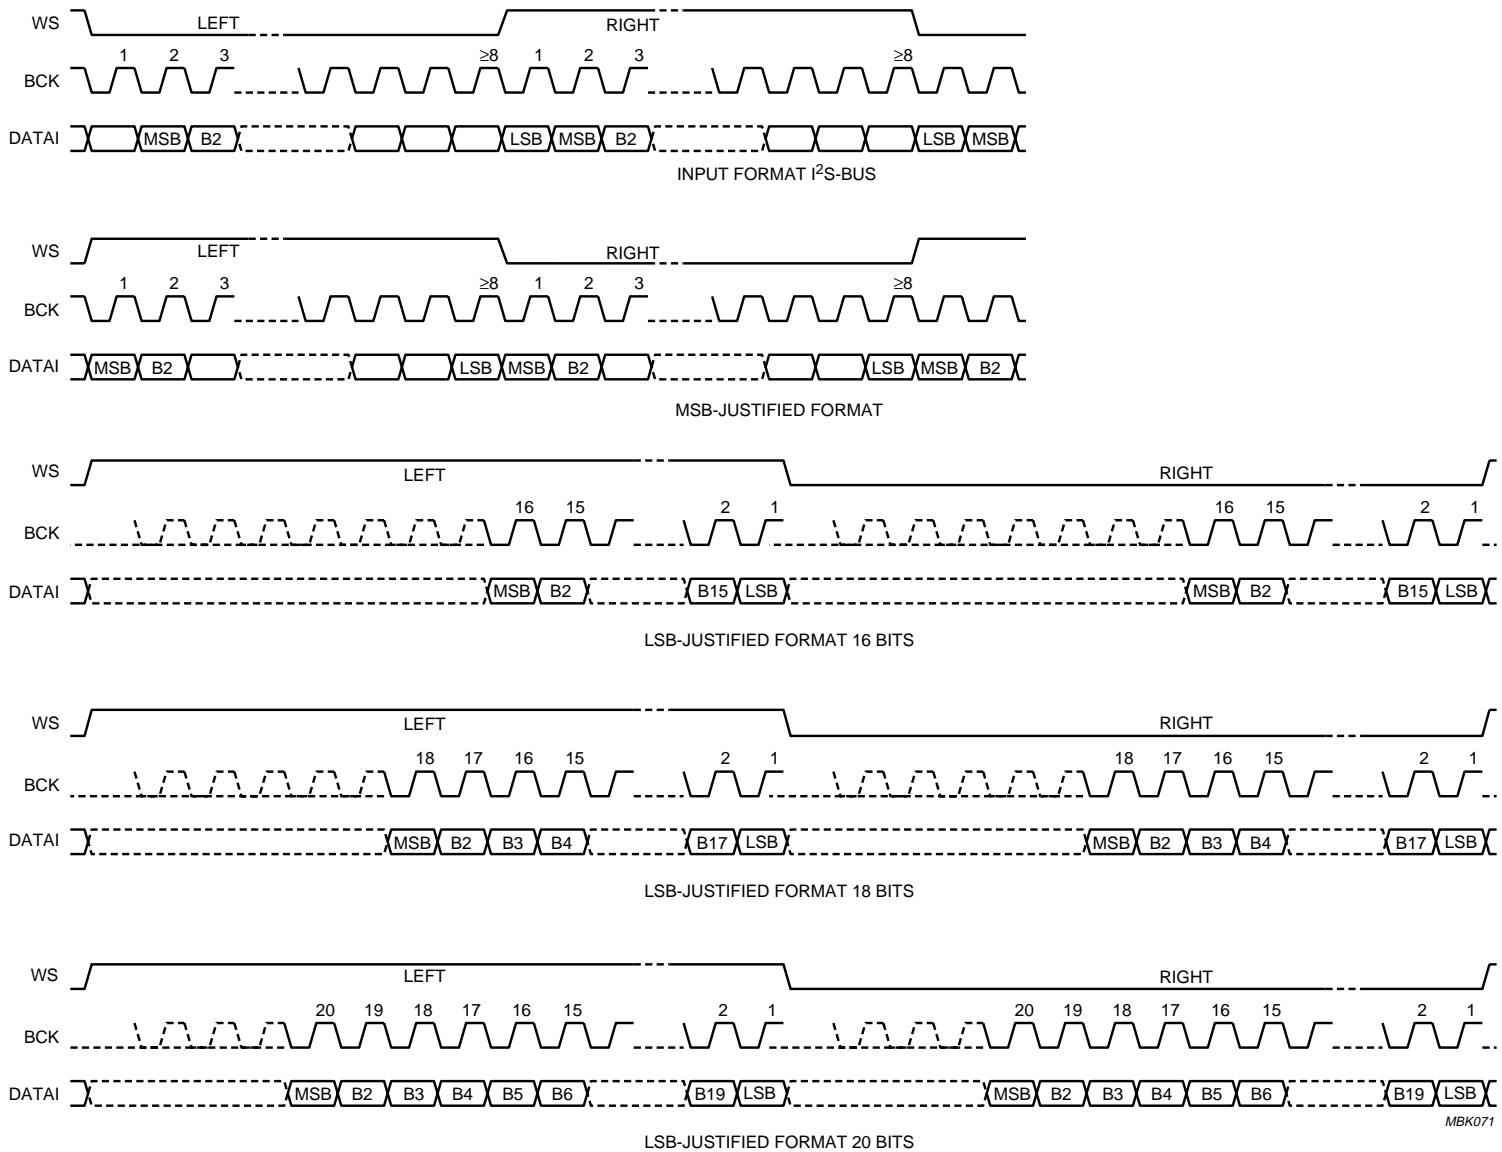 WS LEFT RIGHT
1 2 3 ≥8 1 2 3 ≥8
BCK
DATAI MSB B2 LSB MSB B2 LSB MSB
INPUT FORMAT I²S-BUS
WS LEFT RIGHT
1 2 3 ≥8 1 2 3 ≥8
BCK
DATAI MSB B2 LSB MSB B2 LSB MSB B2
MSB-JUSTIFIED FORMAT
WS LEFT RIGHT
16 15 2 1 16 15 2 1
BCK
DATAI MSB B2 B15 LSB MSB B2 B15 LSB
LSB-JUSTIFIED FORMAT 16 BITS
WS LEFT RIGHT
18 17 16 15 2 1 18 17 16 15 2 1
BCK
DATAI MSB B2 B3 B4 B17 LSB MSB B2 B3 B4 B17 LSB
LSB-JUSTIFIED FORMAT 18 BITS
WS LEFT RIGHT
20 19 18 17 16 15 2 1 20 19 18 17 16 15 2 1
BCK
DATAI MSB B2 B3 B4 B5 B6 B19 LSB MSB B2 B3 B4 B5 B6 B19 LSB
MBK071
LSB-JUSTIFIED FORMAT 20 BITS